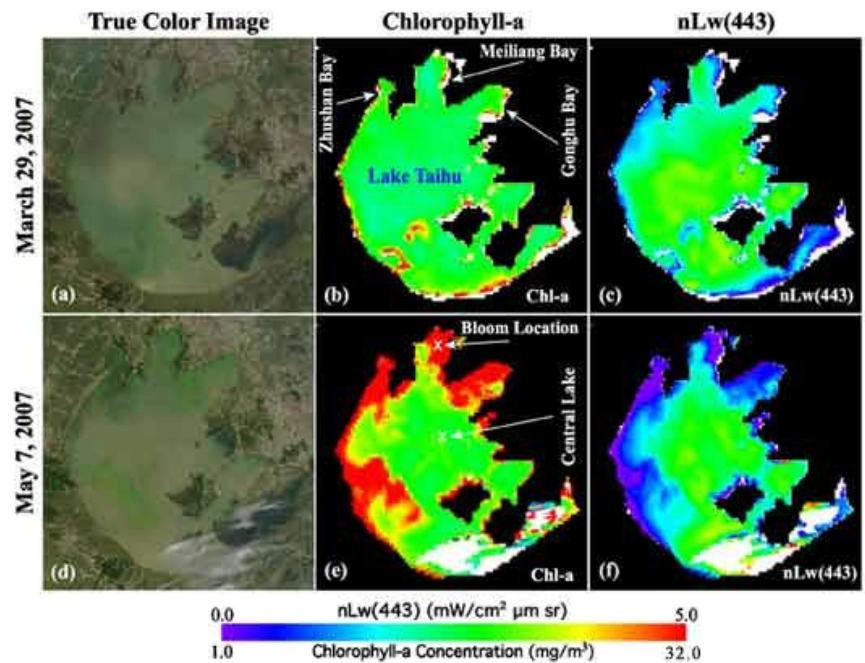 True Color Image
Chlorophyll-a
nLw(443)
March 29, 2007
(a)
Zhushan Bay
Meiliang Bay
Gonghu Bay
Lake Taihu
(b)
Chl-a
(c)
nLw(443)
May 7, 2007
(d)
Bloom Location
x
Central Lake
x
(e)
Chl-a
(f)
nLw(443)
0.0
nLw(443) (mW/cm² µm sr)
5.0
1.0
Chlorophyll-a Concentration (mg/m³)
32.0